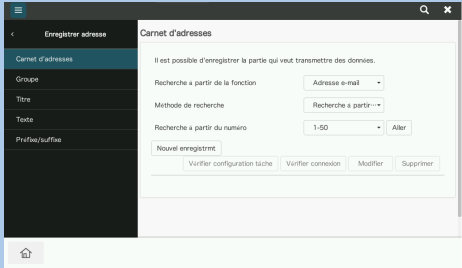 Enregistrer adresse
Carnet d'adresses
Carnet d'adresses
Groupe
Titre
Texte
Préfixe/suffixe
Il est possible d'enregistrer la partie qui veut transmettre des données.
Recherche à partir de la fonction Adresse e-mail
Méthode de recherche Recherche à partir···
Recherche à partir du numéro 1-50 Aller
Nouvel enregistrmt
Vérifier configuration tâche Vérifier connexion Modifier Supprimer